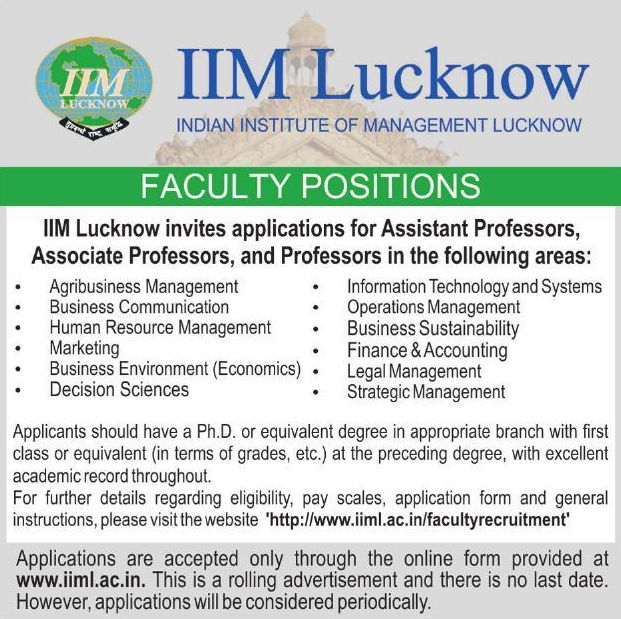 IIM
LUCKNOW
सुप्रबन्धे राष्ट्र समृद्धिः
IIM Lucknow
INDIAN INSTITUTE OF MANAGEMENT LUCKNOW
FACULTY POSITIONS
IIM Lucknow invites applications for Assistant Professors,
Associate Professors, and Professors in the following areas:
• Agribusiness Management
• Business Communication
• Human Resource Management
• Marketing
• Business Environment (Economics)
• Decision Sciences
• Information Technology and Systems
• Operations Management
• Business Sustainability
• Finance & Accounting
• Legal Management
• Strategic Management
Applicants should have a Ph.D. or equivalent degree in appropriate branch with first
class or equivalent (in terms of grades, etc.) at the preceding degree, with excellent
academic record throughout.
For further details regarding eligibility, pay scales, application form and general
instructions, please visit the website 'http://www.iiml.ac.in/facultyrecruitment'
Applications are accepted only through the online form provided at
www.iiml.ac.in. This is a rolling advertisement and there is no last date.
However, applications will be considered periodically.